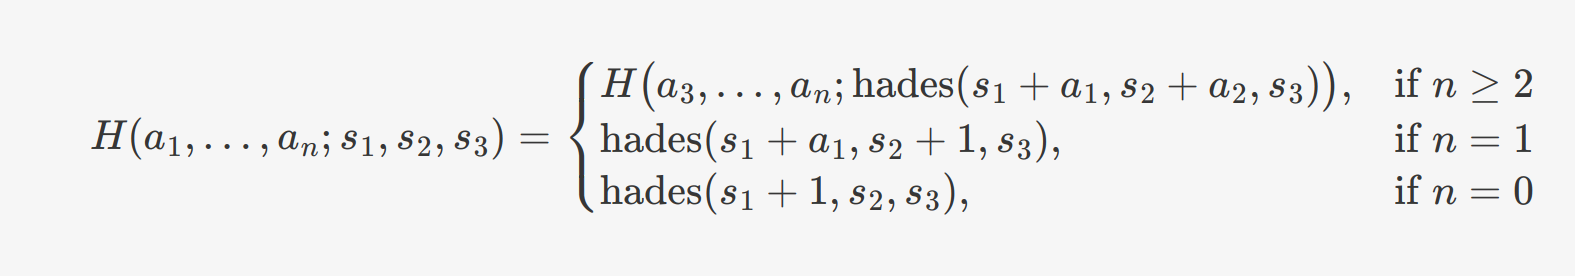 H(a₁, . . . , aₙ; s₁, s₂, s₃) = { H(a₃, . . . , aₙ; hades(s₁ + a₁, s₂ + a₂, s₃)), if n ≥ 2
hades(s₁ + a₁, s₂ + 1, s₃), if n = 1
hades(s₁ + 1, s₂, s₃), if n = 0